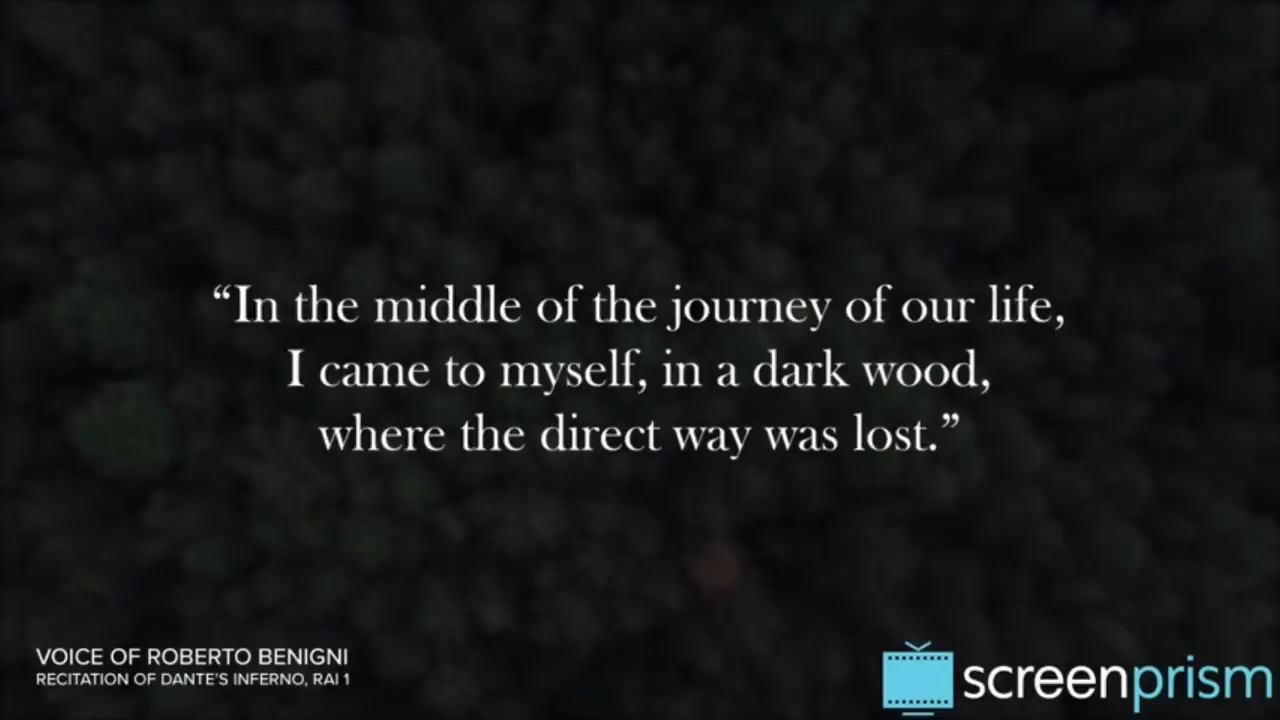 “In the middle of the journey of our life,
I came to myself, in a dark wood,
where the direct way was lost.”
VOICE OF ROBERTO BENIGNI
RECITATION OF DANTE'S INFERNO, RAI 1
screenprism